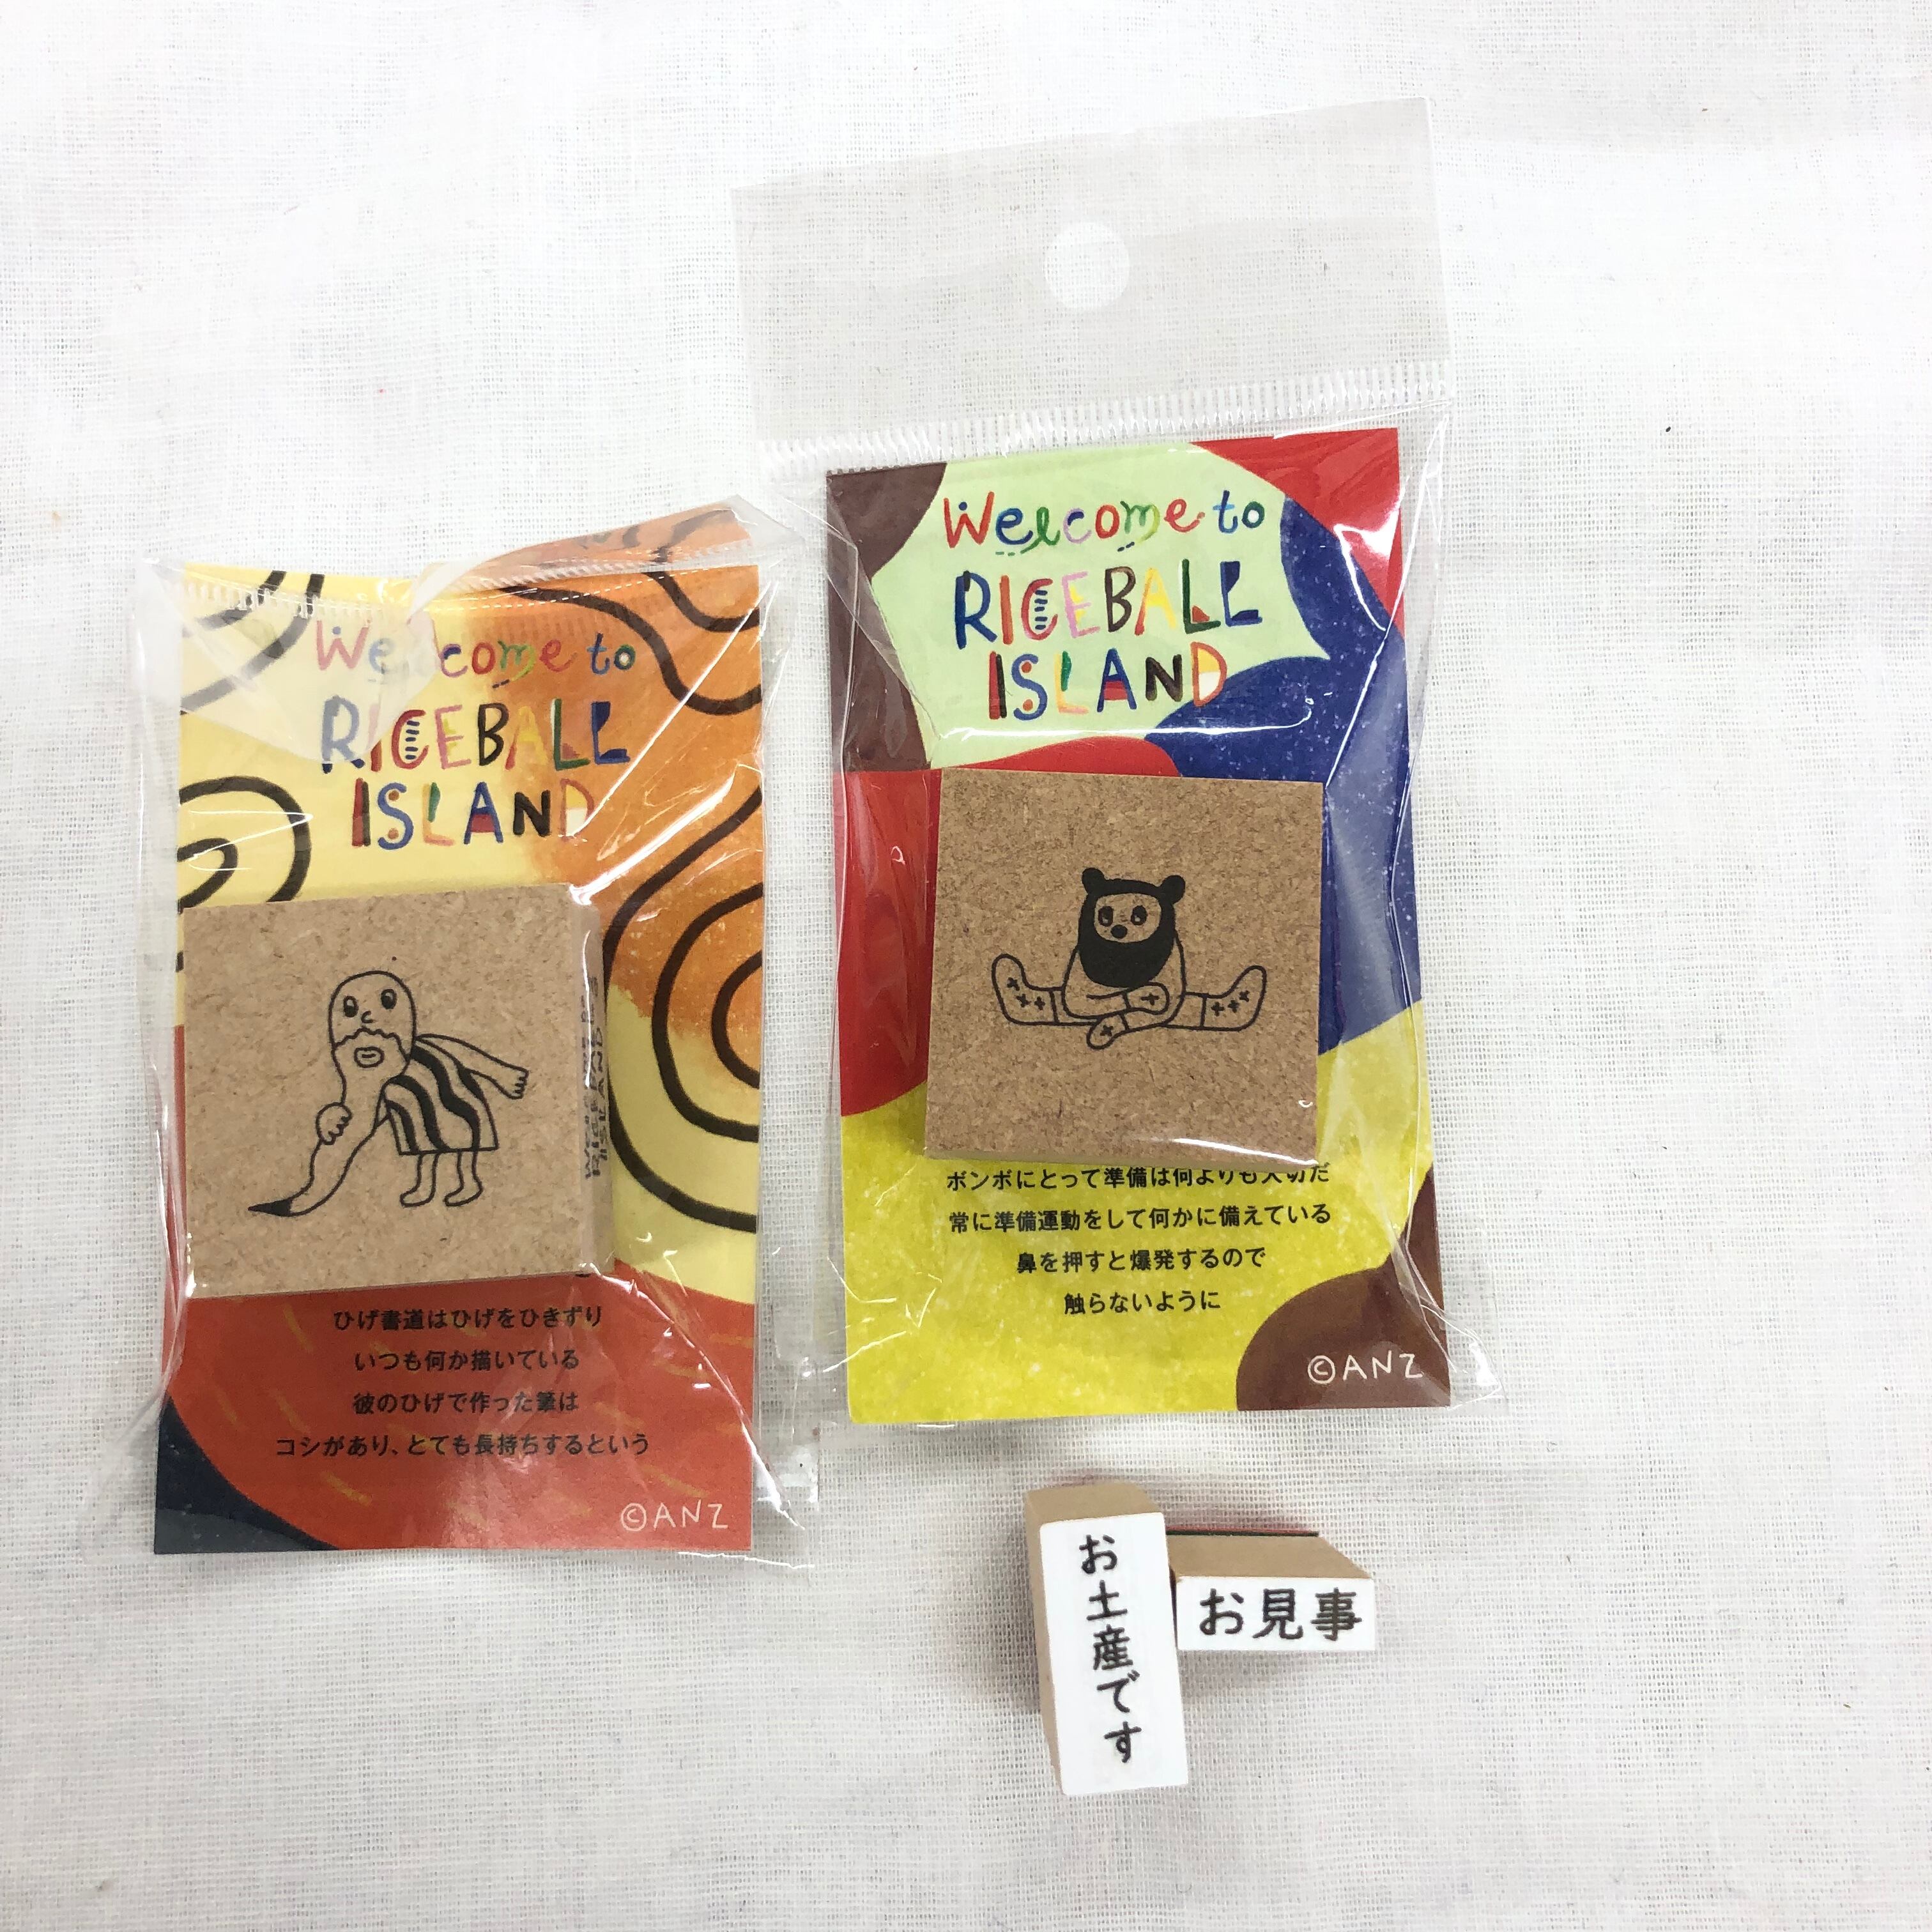 Welcome to
RICEBALL
ISLAND
ひげ書道はひげをひきずり
いつも何か描いている
彼のひげで作った筆は
コシがあり、とても長持ちするという
©ANZ
Welcome to
RICEBALL
ISLAND
ボンボにとって準備は何よりも大切だ
常に準備運動をして何かに備えている
鼻を押すと爆発するので
触らないように
©ANZ
お土産です
お見事